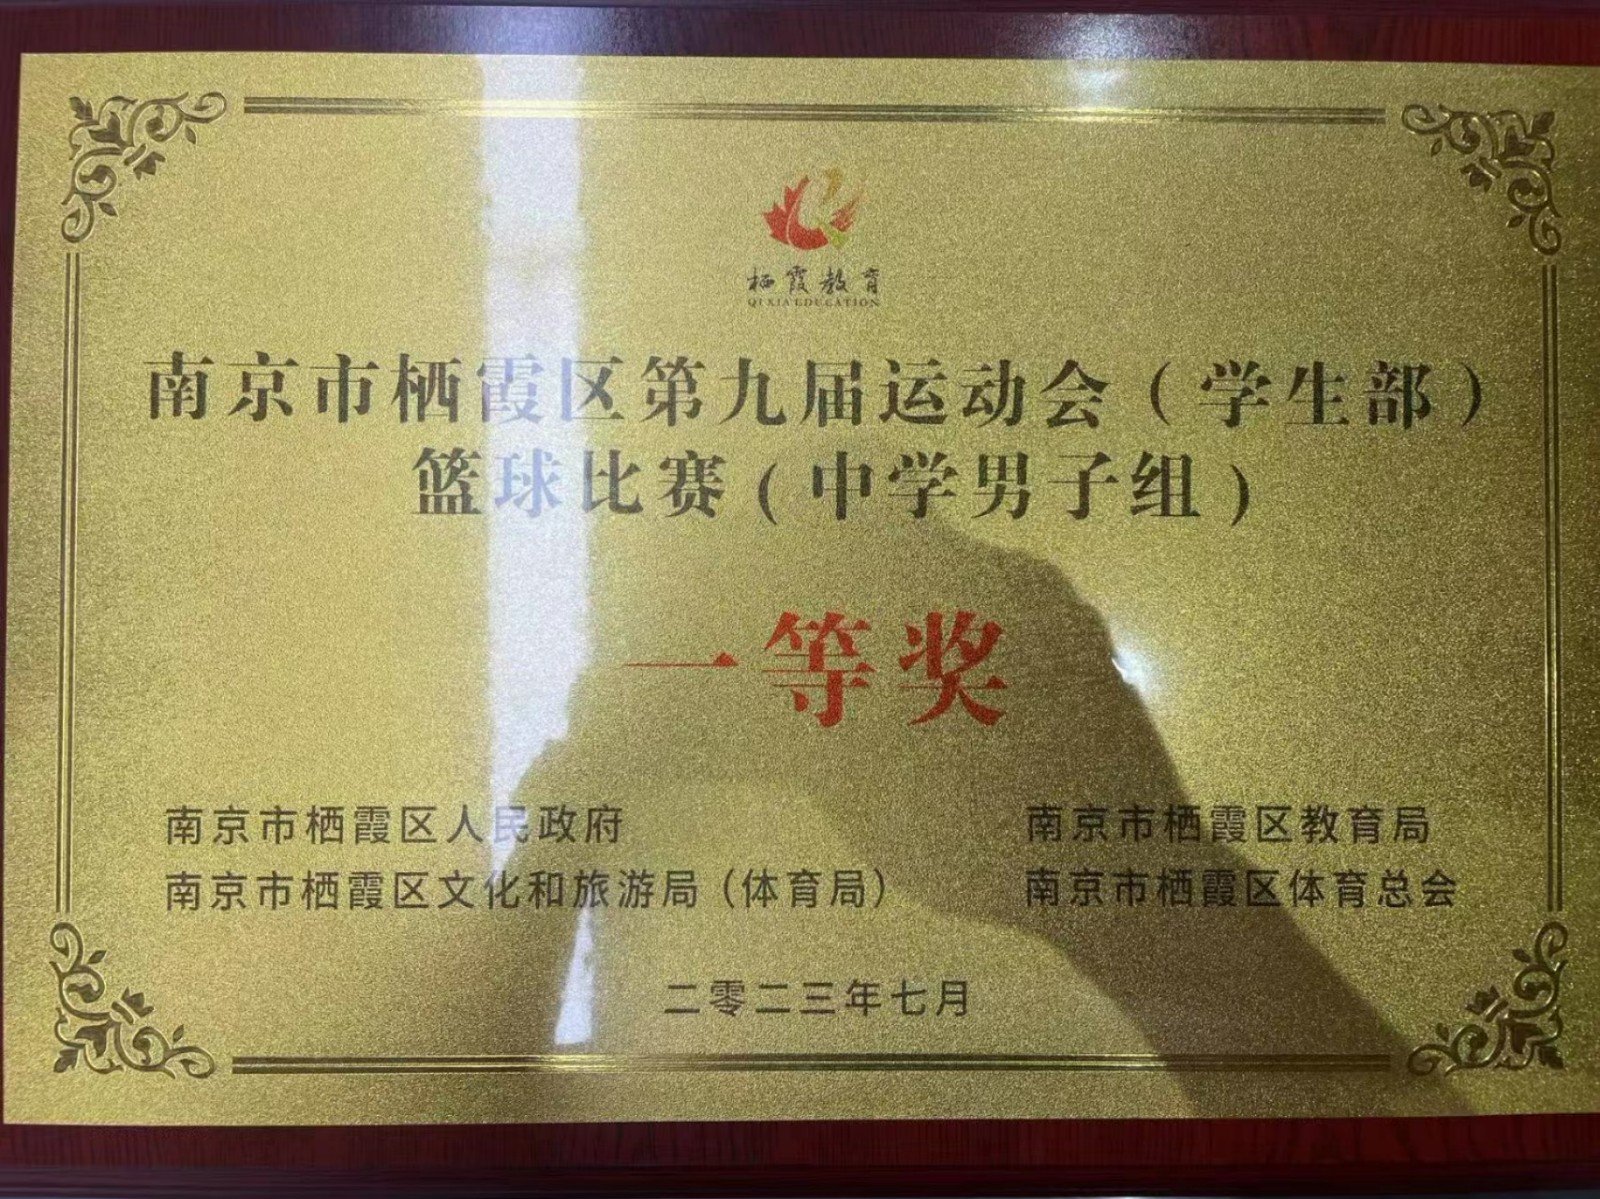 栖霞教育
QI XIA EDUCATION
南京市栖霞区第九届运动会（学生部）
篮球比赛（中学男子组）
一等奖
南京市栖霞区人民政府 南京市栖霞区教育局
南京市栖霞区文化和旅游局（体育局） 南京市栖霞区体育总会
二零二三年七月